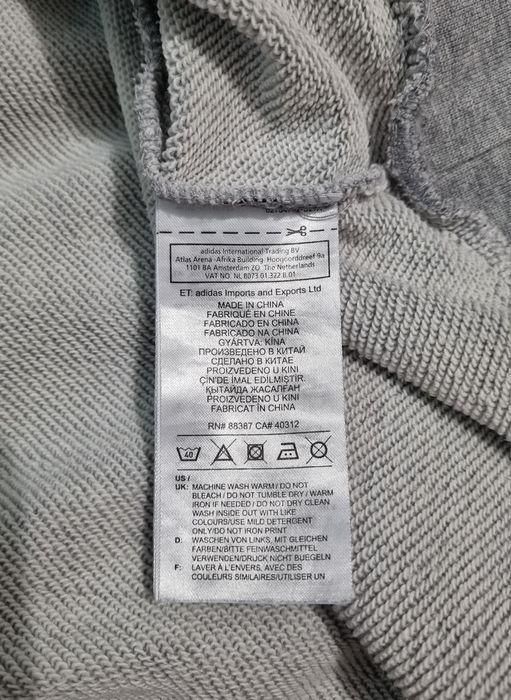 adidas International Trading BV
Atlas Arena -Afrika Building· Hoogoorddreef 9a
1101 BA Amsterdam ZO· The Netherlands
VAT NO. NL 8073.01.322.B.01
ET: adidas Imports and Exports Ltd
MADE IN CHINA
FABRIQUÉ EN CHINE
FABRICADO EN CHINA
FABRICADO NA CHINA
GYÁRTVA: KÍNA
ПРОИЗВЕДЕНО В КИТАЙ
СДЕЛАНО В КИТАЕ
PROIZVEDENO U KINI
ÇİN'DE İMAL EDİLMİŞTİR.
ҚЫТАЙДА ЖАСАЛҒАН
PROIZVEDENO U KINI
FABRICAT ÎN CHINA
RN# 88387 CA# 40312
40
US /
UK: MACHINE WASH WARM / DO NOT
BLEACH / DO NOT TUMBLE DRY / WARM
IRON IF NEEDED / DO NOT DRY CLEAN
WASH INSIDE OUT WITH LIKE
COLOURS/USE MILD DETERGENT
ONLY/DO NOT IRON PRINT
D: WASCHEN VON LINKS, MIT GLEICHEN
FARBEN/BITTE FEINWASCHMITTEL
VERWENDEN/DRUCK NICHT BUEGELN
F: LAVER À L'ENVERS, AVEC DES
COULEURS SIMILAIRES/UTILISER UN